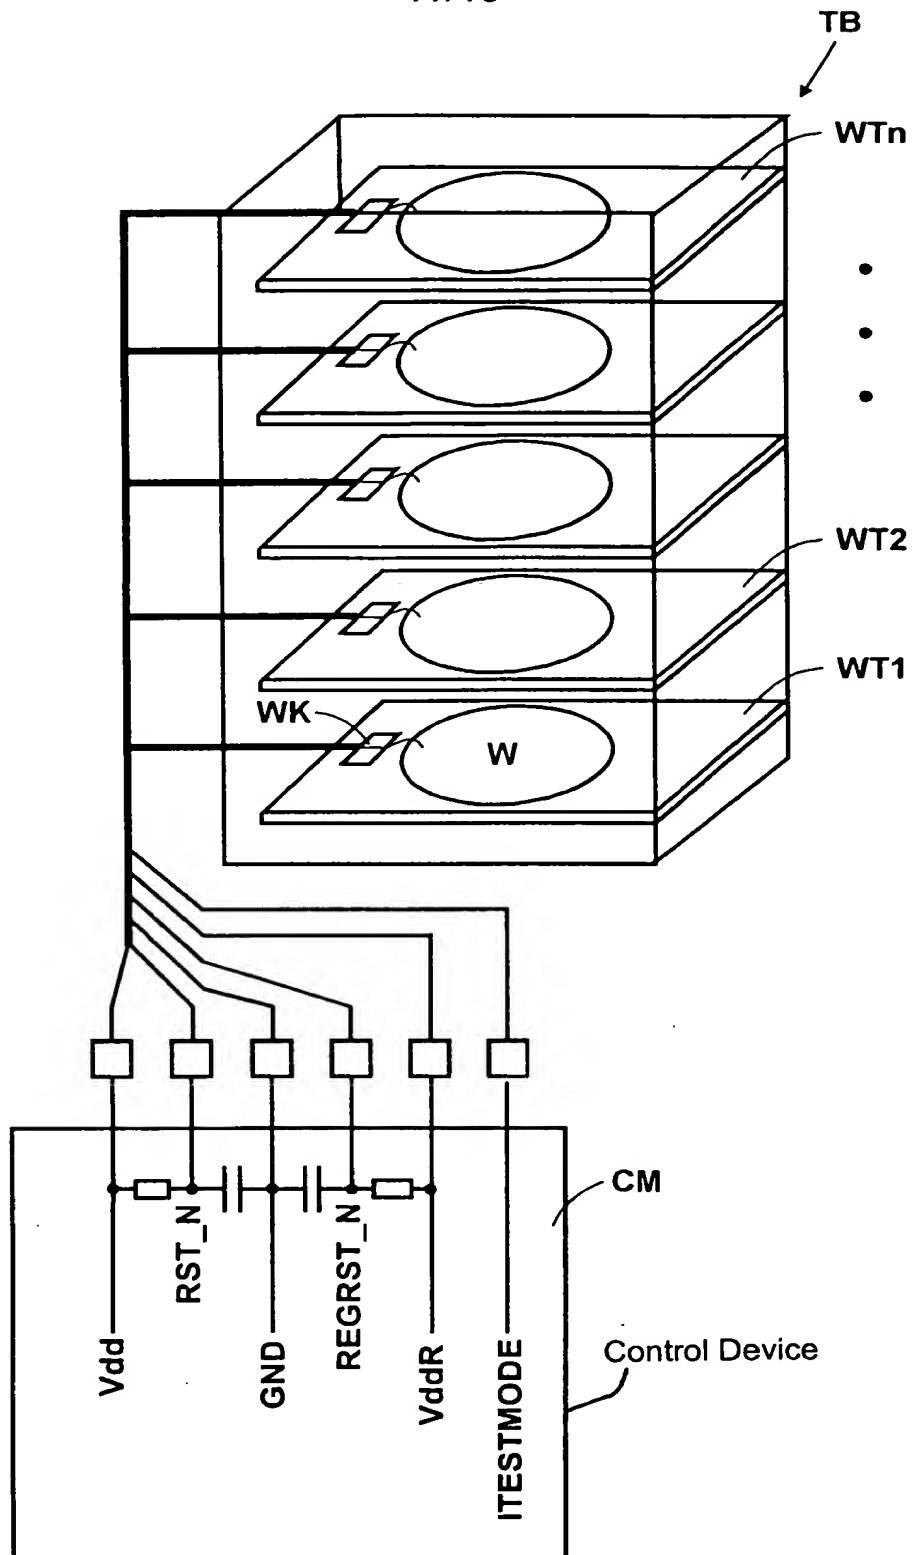 TB
WTn
WT2
WT1
WK
W
CM
Vdd
RST_N
GND
REGRST_N
VddR
ITESTMODE
Control Device